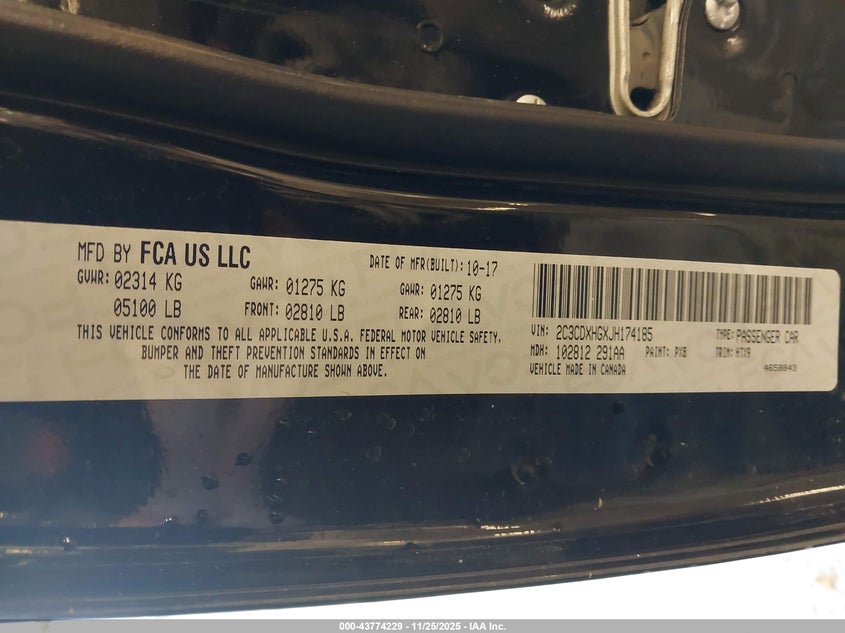 MFD BY FCA US LLC
DATE OF MFR(BUILT): 10-17
GVWR: 02314 KG
GAWR: 01275 KG
GAWR: 01275 KG
05100 LB
FRONT: 02810 LB
REAR: 02810 LB
THIS VEHICLE CONFORMS TO ALL APPLICABLE U.S.A. FEDERAL MOTOR VEHICLE SAFETY,
BUMPER AND THEFT PREVENTION STANDARDS IN EFFECT ON
THE DATE OF MANUFACTURE SHOWN ABOVE.
VIN: 2C3CDXHGXJH174185
TYPE: PASSENGER CAR
MDH: 102812 291AA
PAINT: PX8
TRIM: HTX9
VEHICLE MADE IN CANADA
4658843
000-43774229 - 11/25/2025 - IAA Inc.